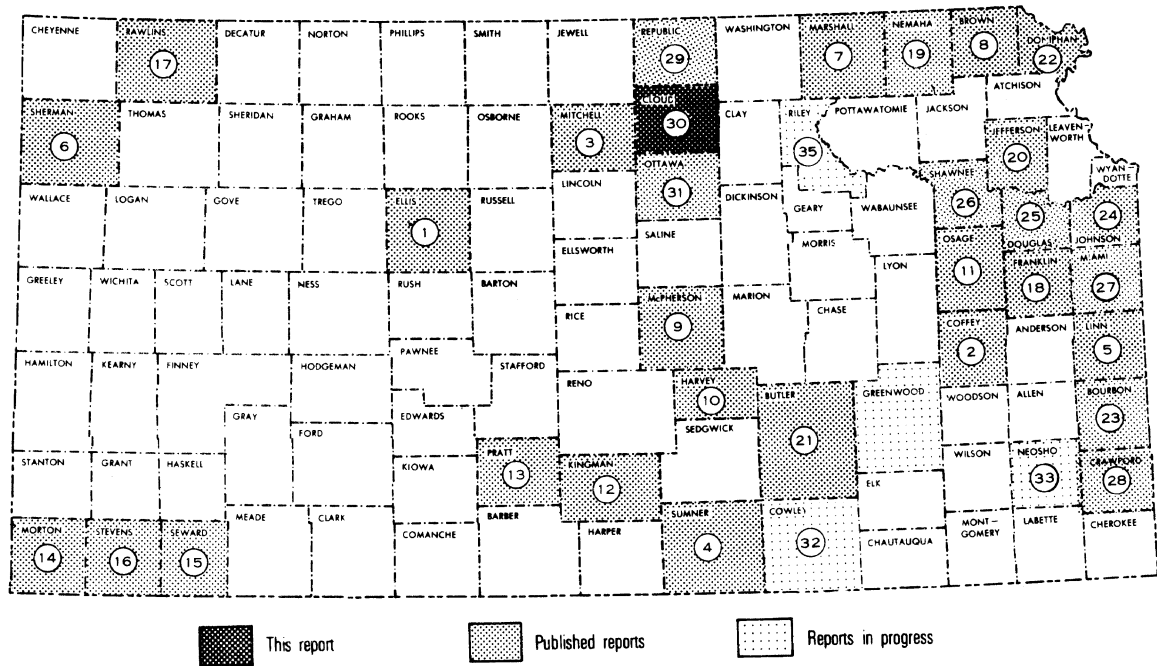 CHEYENNE
RAWLINS
17
DECATUR
NORTON
PHILLIPS
SMITH
JEWELL
REPUBLIC
29
WASHINGTON
MARSHALL
7
NEMAHA
19
BROWN
8
DONIPHAN
22
SHERMAN
6
THOMAS
SHERIDAN
GRAHAM
ROOKS
OSBORNE
MITCHELL
3
CLOUD
30
CLAY
RILEY
35
POTTAWATOMIE
JACKSON
ATCHISON
JEFFERSON
20
LEAVEN-
WORTH
WYAN-
DOTTE
LINCOLN
OTTAWA
31
WALLACE
LOGAN
GOVE
TREGO
ELLIS
1
RUSSELL
DICKINSON
GEARY
WABAUNSEE
SHAWNEE
26
DOUGLAS
25
JOHNSON
24
ELLSWORTH
SALINE
MORRIS
OSAGE
11
FRANKLIN
18
MIAMI
27
GREELEY
WICHITA
SCOTT
LANE
NESS
RUSH
BARTON
RICE
McPHERSON
9
MARION
CHASE
LYON
COFFEY
2
ANDERSON
LINN
5
HAMILTON
KEARNY
FINNEY
HODGEMAN
PAWNEE
STAFFORD
RENO
HARVEY
10
BUTLER
21
GREENWOOD
WOODSON
ALLEN
BOURBON
23
GRAY
FORD
EDWARDS
SEDGWICK
STANTON
GRANT
HASKELL
KIOWA
PRATT
13
KINGMAN
12
ELK
WILSON
NEOSHO
33
CRAWFORD
28
MORTON
14
STEVENS
16
SEWARD
15
MEADE
CLARK
COMANCHE
BARBER
HARPER
SUMNER
4
COWLEY
32
CHAUTAUQUA
MONT-
GOMERY
LABETTE
CHEROKEE
This report
Published reports
Reports in progress